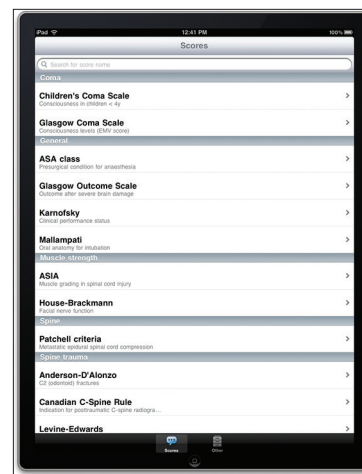 iPad 12:41 PM 100%
Scores
Search for score name
Coma
Children's Coma Scale
Consciousness in children < 4y
Glasgow Coma Scale
Consciousness levels (EMV score)
General
ASA class
Presurgical condition for anaesthesia
Glasgow Outcome Scale
Outcome after severe brain damage
Karnofsky
Clinical performance status
Mallampati
Oral anatomy for intubation
Muscle strength
ASIA
Muscle grading in spinal cord injury
House-Brackmann
Facial nerve function
Spine
Patchell criteria
Metastatic epidural spinal cord compression
Spine trauma
Anderson-D'Alonzo
C2 (odontoid) fractures
Canadian C-Spine Rule
Indication for posttraumatic C-spine radiogra...
Levine-Edwards
Scores Other